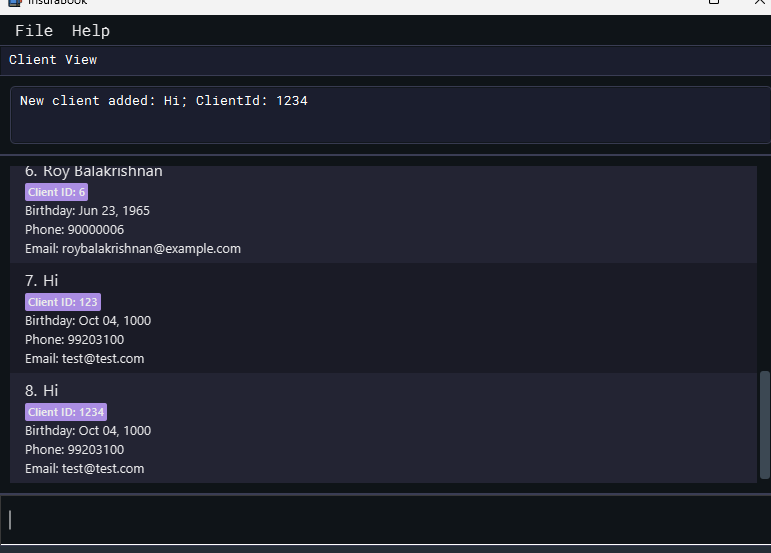 InsuraBook
File Help
Client View
New client added: Hi; ClientId: 1234
6. Roy Balakrishnan
Client ID: 6
Birthday: Jun 23, 1965
Phone: 90000006
Email: roybalakrishnan@example.com
7. Hi
Client ID: 123
Birthday: Oct 04, 1000
Phone: 99203100
Email: test@test.com
8. Hi
Client ID: 1234
Birthday: Oct 04, 1000
Phone: 99203100
Email: test@test.com